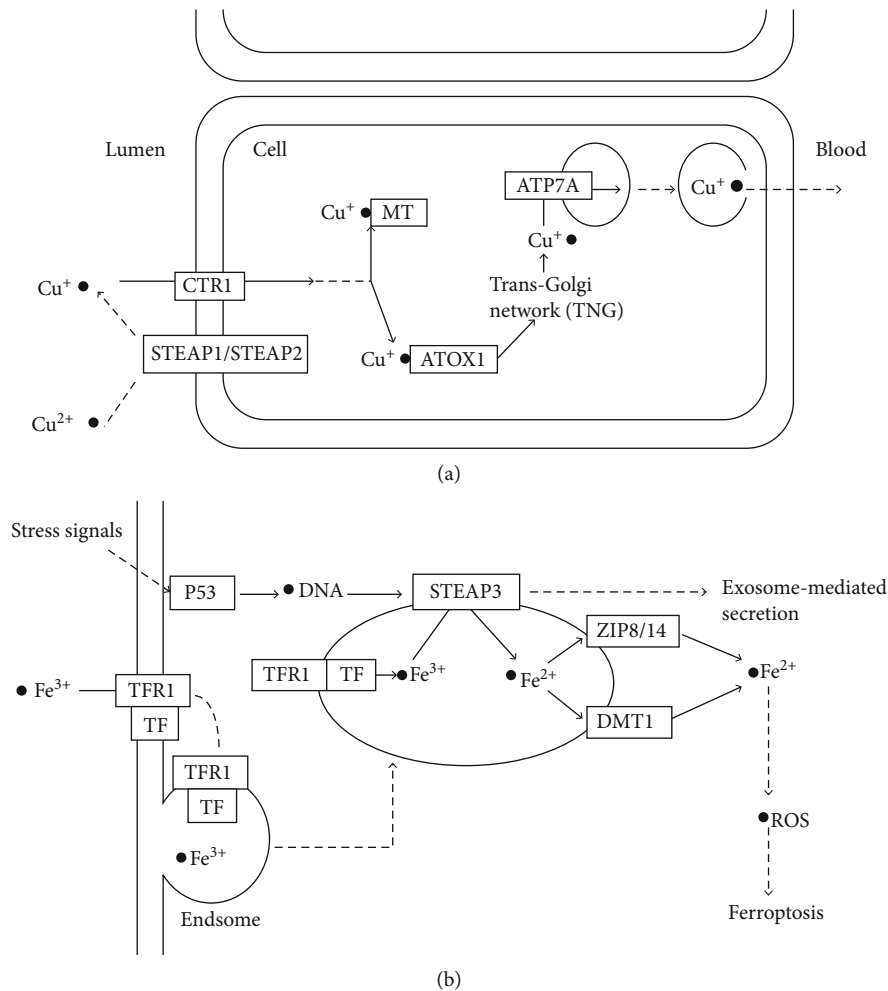 Lumen
Cell
Blood
ATP7A
Cu⁺
Cu⁺
MT
Cu⁺
Cu⁺
CTR1
Trans-Golgi
network (TNG)
STEAP1/STEAP2
Cu⁺
ATOX1
Cu²⁺
(a)
Stress signals
P53
DNA
STEAP3
Exosome-mediated
secretion
ZIP8/14
TFR1
TF
Fe³⁺
Fe²⁺
Fe²⁺
Fe³⁺
TFR1
TF
DMT1
TFR1
TF
Fe³⁺
ROS
Endsome
Ferroptosis
(b)